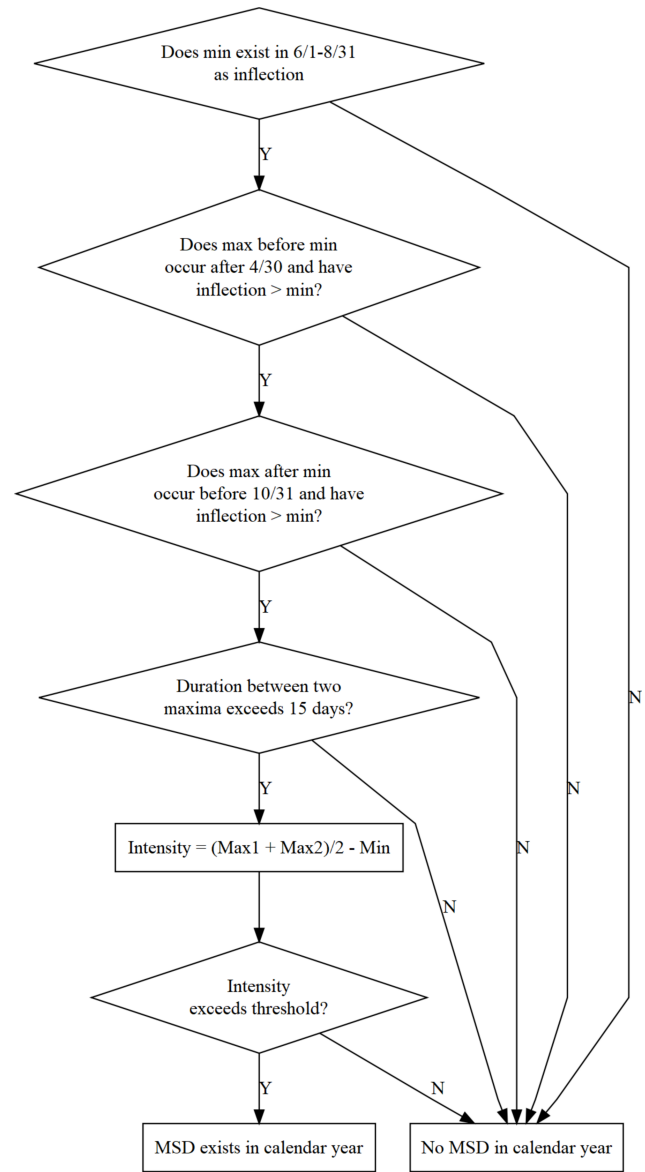 Does min exist in 6/1-8/31
as inflection
Y
Does max before min
occur after 4/30 and have
inflection > min?
Y
Does max after min
occur before 10/31 and have
inflection > min?
Y
Duration between two
maxima exceeds 15 days?
N
Y
N
N
Intensity = (Max1 + Max2)/2 - Min
N
Intensity
exceeds threshold?
Y
N
MSD exists in calendar year
No MSD in calendar year